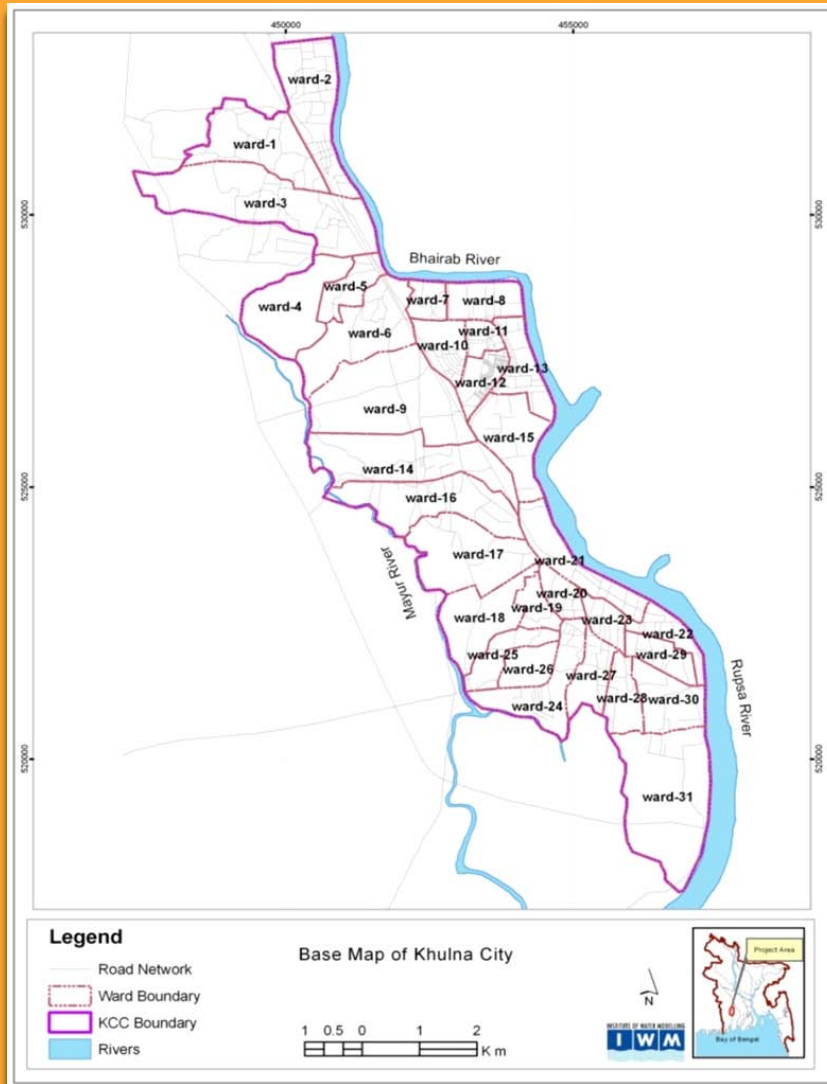 450000
455000
ward-2
ward-1
530000
530000
ward-3
Bhairab River
ward-5
ward-7
ward-8
ward-4
ward-6
ward-11
ward-10
ward-13
ward-12
ward-9
ward-15
ward-14
525000
525000
ward-16
ward-17
ward-21
Mayur River
ward-20
ward-19
ward-18
ward-23
ward-22
ward-25
ward-29
ward-26
ward-27
Rupsa River
ward-28
ward-30
ward-24
520000
520000
ward-31
Legend
Road Network
Ward Boundary
KCC Boundary
Rivers
Base Map of Khulna City
1 0.5 0 1 2
Km
N
INSTITUTE OF WATER MODELLING
IWM
Project Area
Bay of Bengal